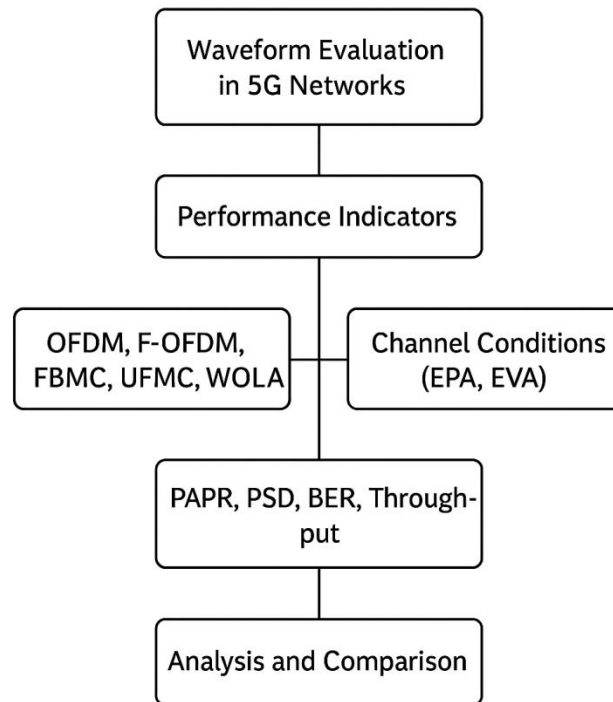 Waveform Evaluation
in 5G Networks
Performance Indicators
OFDM, F-OFDM,
FBMC, UFMC, WOLA
Channel Conditions
(EPA, EVA)
PAPR, PSD, BER, Through-
put
Analysis and Comparison